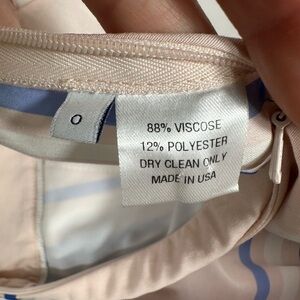 0
88% VISCOSE
12% POLYESTER
DRY CLEAN ONLY
MADE IN USA